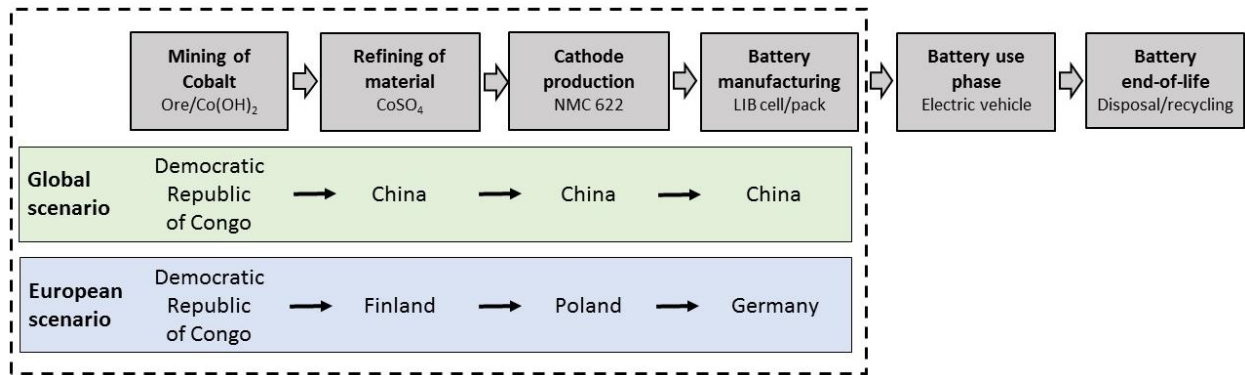 Mining of
Cobalt
Ore/Co(OH)2
Refining of
material
CoSO4
Cathode
production
NMC 622
Battery
manufacturing
LIB cell/pack
Battery use
phase
Electric vehicle
Battery
end-of-life
Disposal/recycling
Global
scenario
Democratic
Republic
of Congo
China
China
China
European
scenario
Democratic
Republic
of Congo
Finland
Poland
Germany